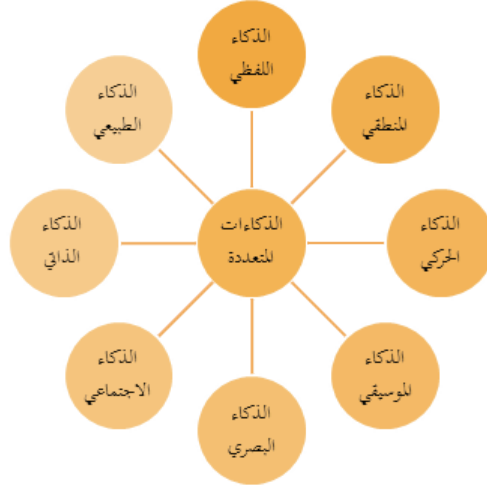 الذكاء
اللفظي
الذكاء
المنطقي
الذكاء
الحركي
الذكاء
الموسيقي
الذكاء
البصري
الذكاء
الاجتماعي
الذكاء
الذاتي
الذكاء
الطبيعي
الذكاءات
المتعددة